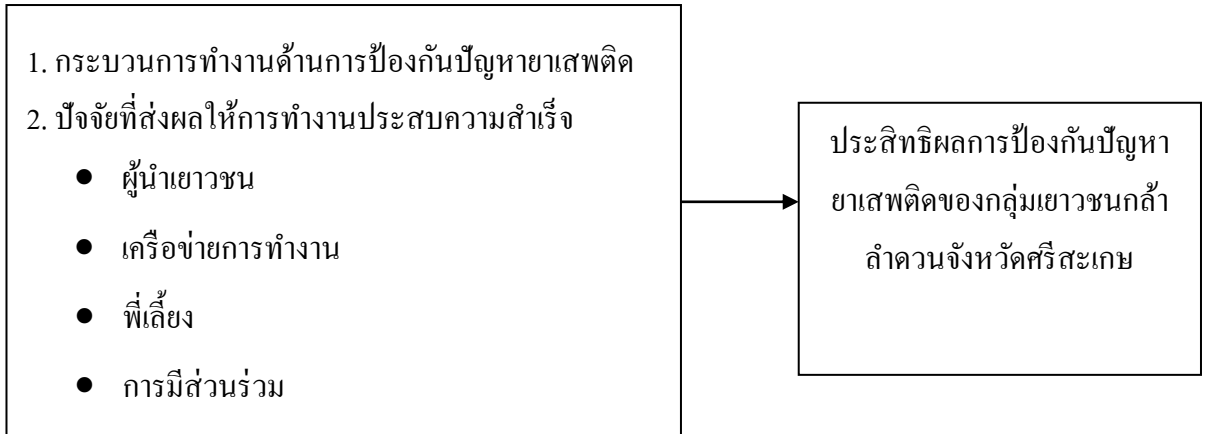 1. กระบวนการทำงานด้านการป้องกันปัญหายาเสพติด
2. ปัจจัยที่ส่งผลให้การทำงานประสบความสำเร็จ
● ผู้นำเยาวชน
● เครือข่ายการทำงาน
● พี่เลี้ยง
● การมีส่วนร่วม
ประสิทธิผลการป้องกันปัญหา
ยาเสพติดของกลุ่มเยาวชนกล้า
ลำดวนจังหวัดศรีสะเกษ